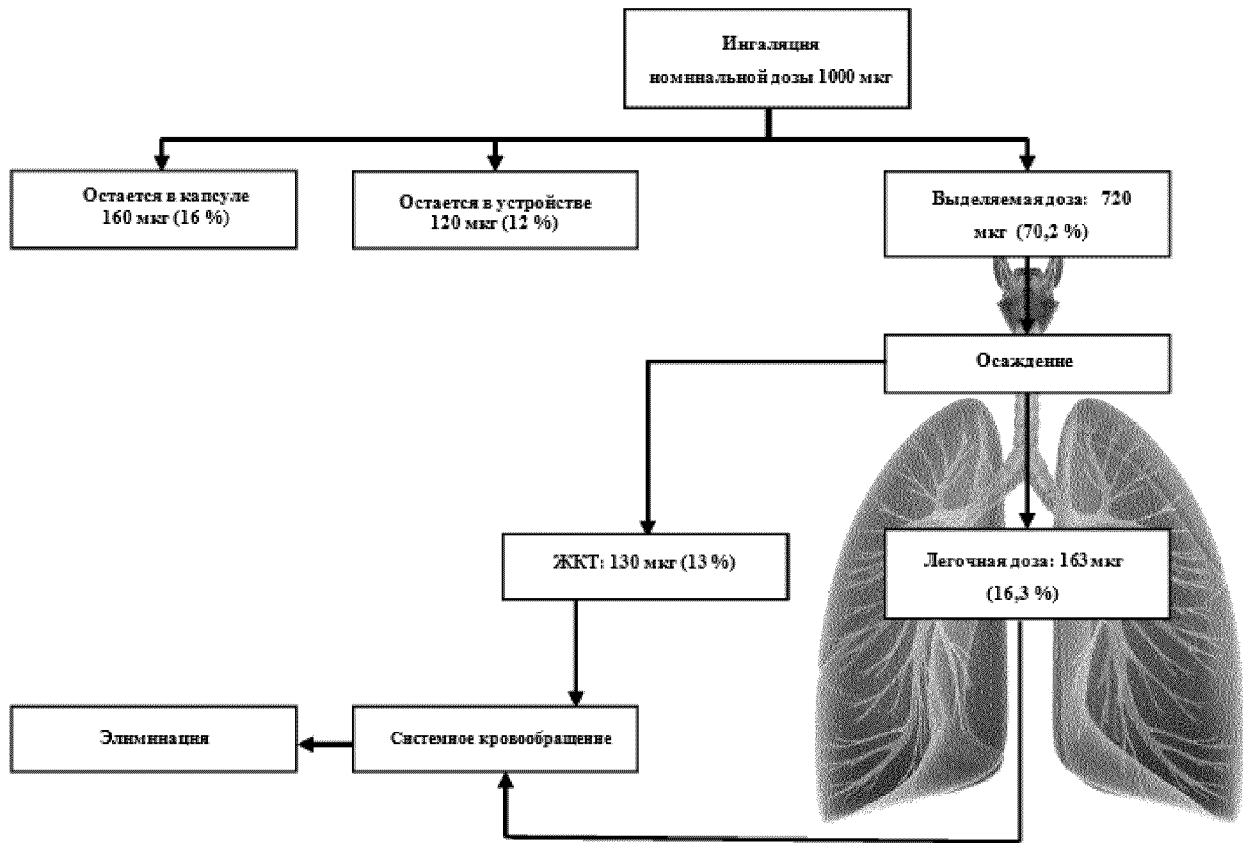 Ингаляция
номинальной дозы 1000 мкг
Остается в капсуле
160 мкг (16 %)
Остается в устройстве
120 мкг (12 %)
Выделяемая доза: 720
мкг (70,2 %)
Осаждение
ЖКТ: 130 мкг (13 %)
Легочная доза: 163 мкг
(16,3 %)
Элиминация
Системное кровообращение